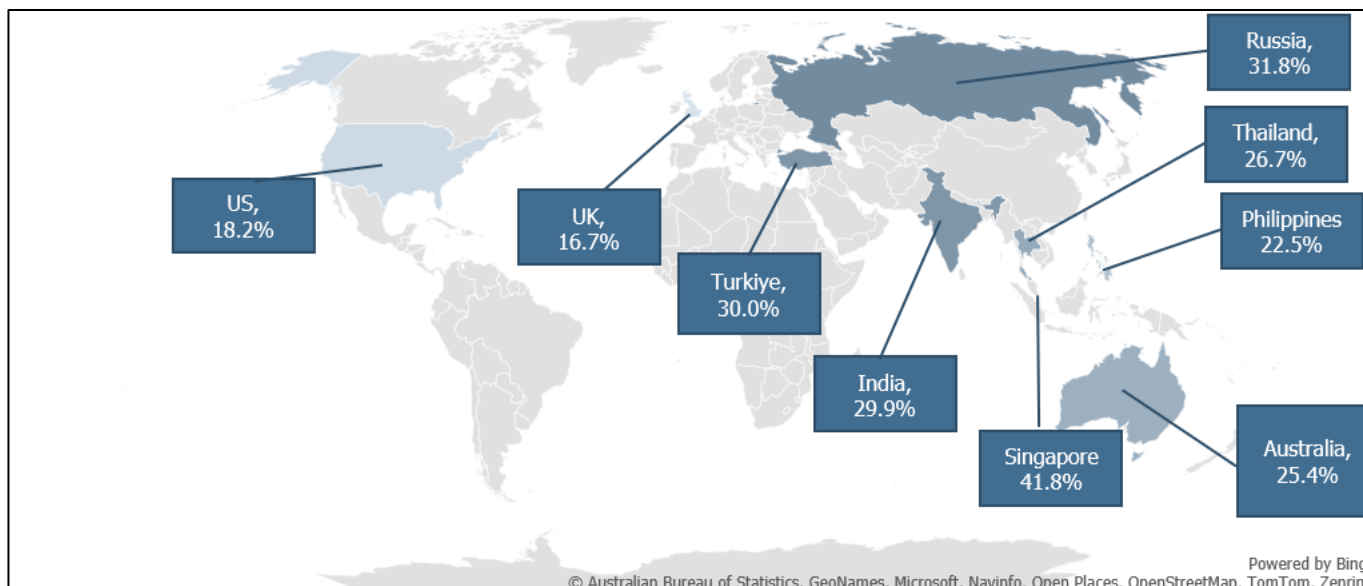 Russia,
31.8%
Thailand,
26.7%
US,
18.2%
UK,
16.7%
Philippines
22.5%
Turkiye,
30.0%
India,
29.9%
Singapore
41.8%
Australia,
25.4%
Powered by Bing
© Australian Bureau of Statistics, GeoNames, Microsoft, Navinfo, Open Places, OpenStreetMap, TomTom, Zenrin